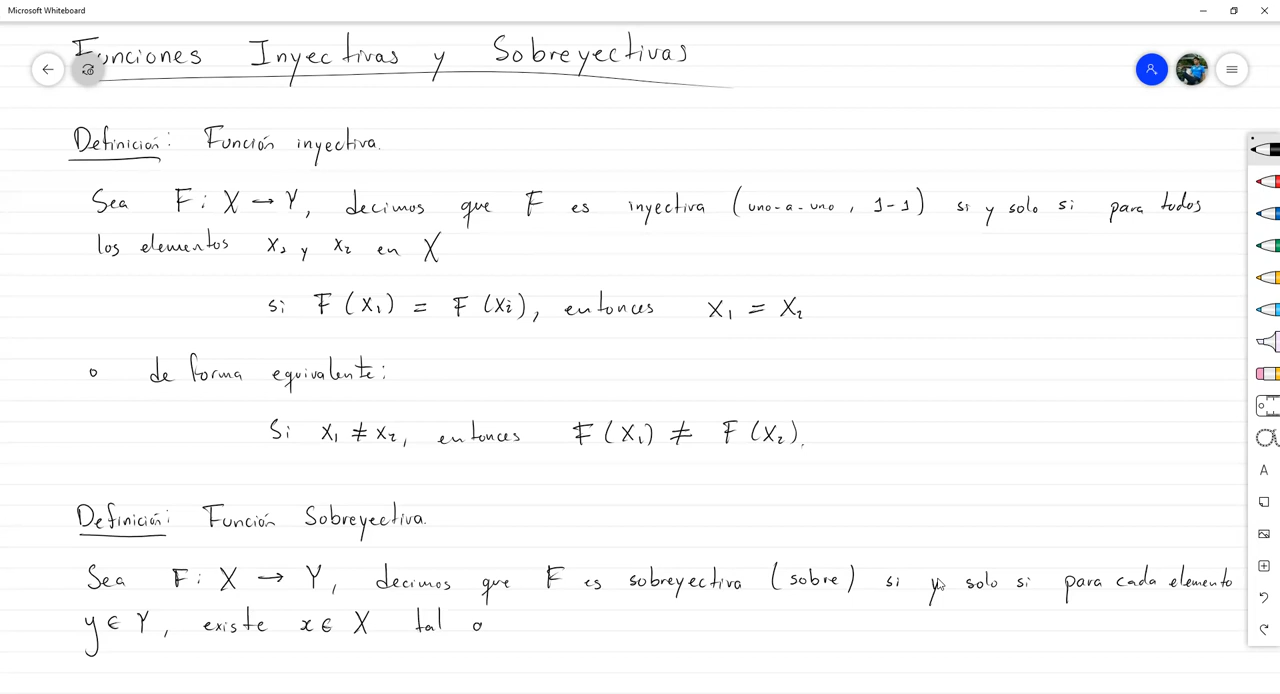 Microsoft Whiteboard
Funciones Inyectivas y Sobreyectivas
Definición: Función inyectiva.
Sea F: X → Y, decimos que F es inyectiva (uno-a-uno, 1-1) si y solo si para todos
los elementos x₁ y x₂ en X
si F(x₁) = F(x₂), entonces x₁ = x₂
o de forma equivalente:
Si x₁ ≠ x₂, entonces F(x₁) ≠ F(x₂).
Definición: Función Sobreyectiva.
Sea F: X → Y, decimos que F es sobreyectiva (sobre) si y solo si para cada elemento
y ∈ Y, existe x ∈ X tal
A